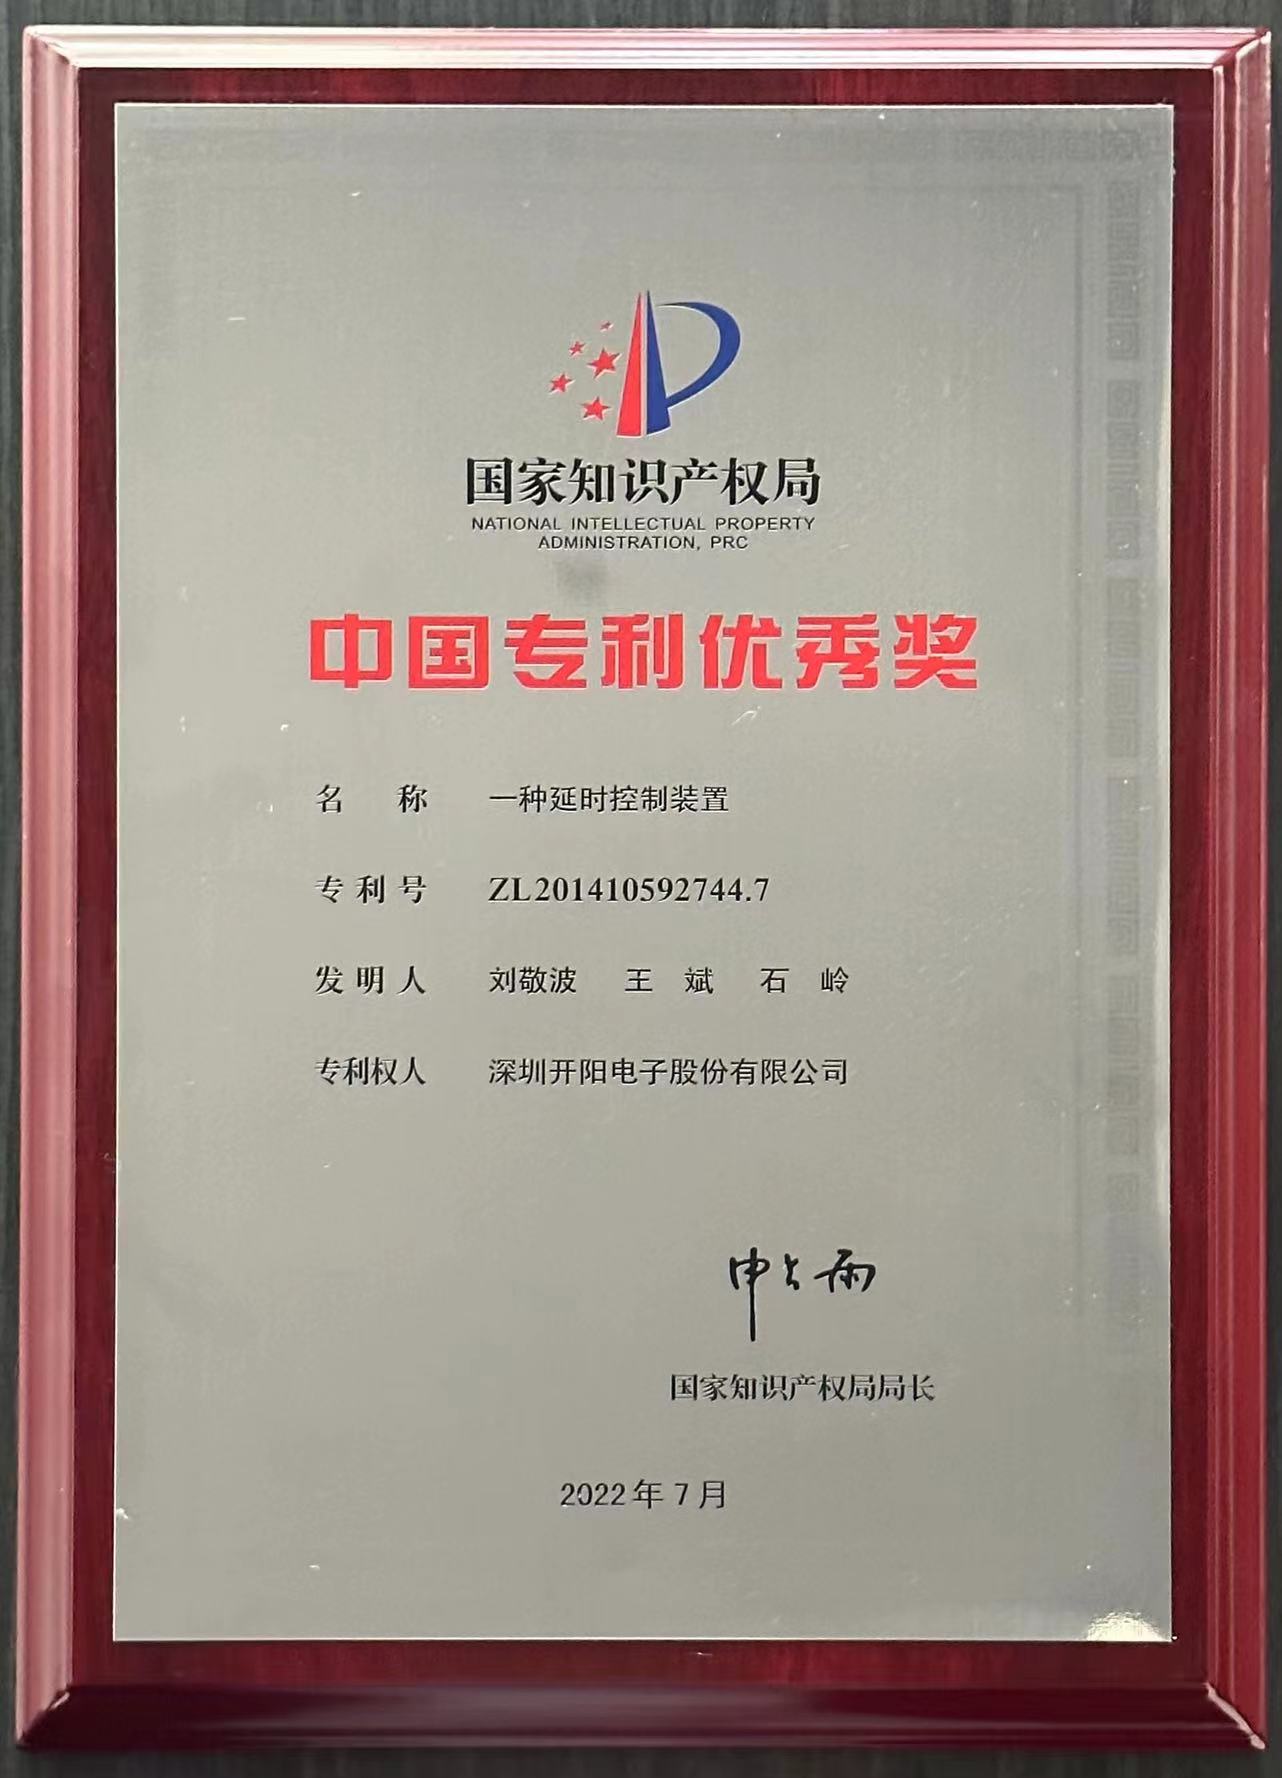 国家知识产权局
NATIONAL INTELLECTUAL PROPERTY
ADMINISTRATION, PRC
中国专利优秀奖
名 称 一种延时控制装置
专利号 ZL201410592744.7
发明人 刘敬波 王 斌 石 岭
专利权人 深圳开阳电子股份有限公司
申长雨
国家知识产权局局长
2022年7月